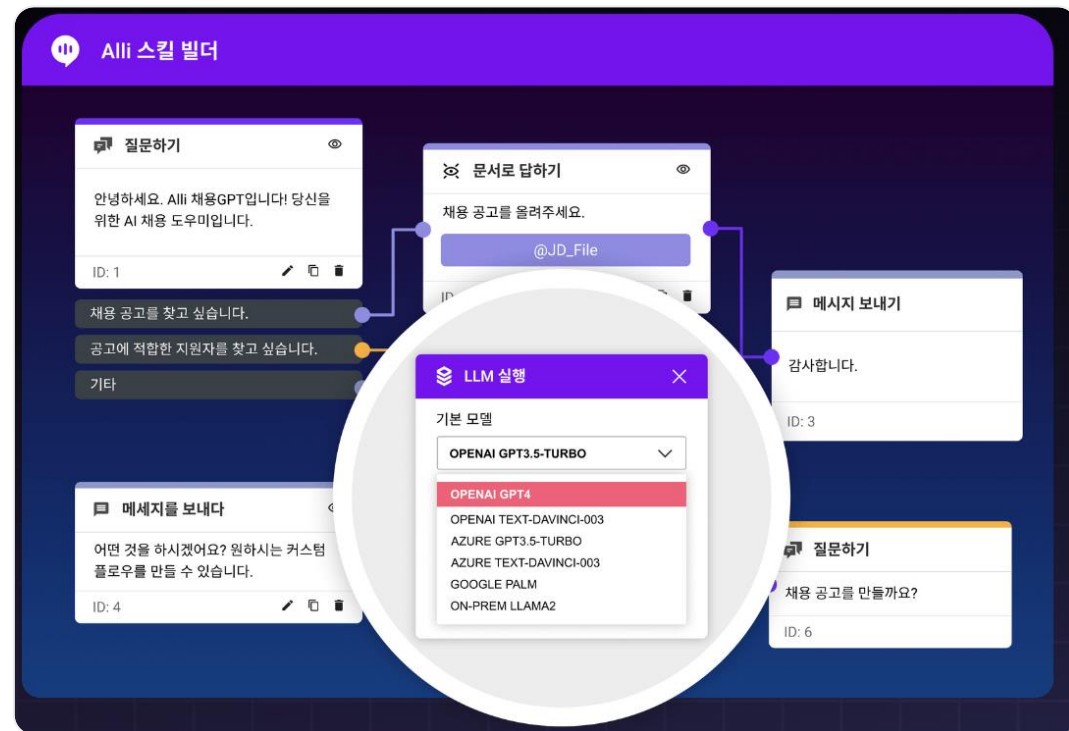 Alli 스킬 빌더
질문하기
안녕하세요. Alli 채용GPT입니다! 당신을
위한 AI 채용 도우미입니다.
ID: 1
채용 공고를 찾고 싶습니다.
공고에 적합한 지원자를 찾고 싶습니다.
기타
문서로 답하기
채용 공고를 올려주세요.
@JD_File
ID
메시지 보내기
감사합니다.
ID: 3
LLM 실행
기본 모델
OPENAI GPT3.5-TURBO
OPENAI GPT4
OPENAI TEXT-DAVINCI-003
AZURE GPT3.5-TURBO
AZURE TEXT-DAVINCI-003
GOOGLE PALM
ON-PREM LLAMA2
메세지를 보내다
어떤 것을 하시겠어요? 원하시는 커스텀
플로우를 만들 수 있습니다.
ID: 4
질문하기
채용 공고를 만들까요?
ID: 6